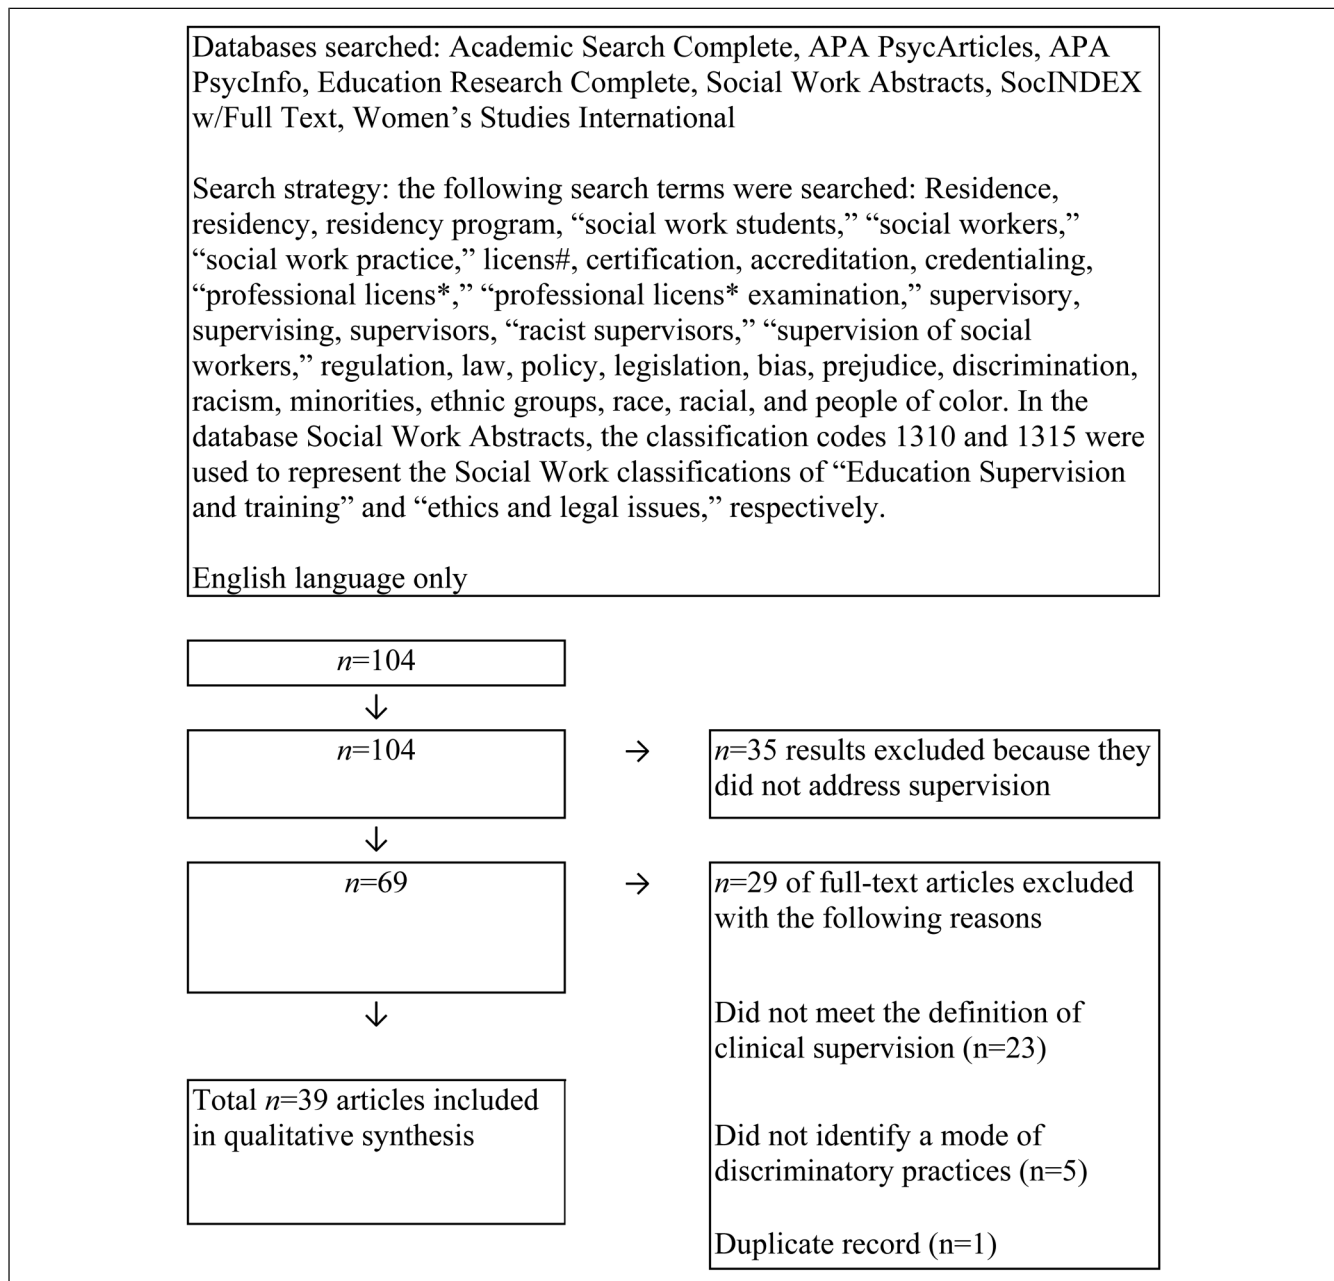 Databases searched: Academic Search Complete, APA PsycArticles, APA
PsycInfo, Education Research Complete, Social Work Abstracts, SocINDEX
w/Full Text, Women’s Studies International
Search strategy: the following search terms were searched: Residence,
residency, residency program, “social work students,” “social workers,”
“social work practice,” licens#, certification, accreditation, credentialing,
“professional licens*,” “professional licens* examination,” supervisory,
supervising, supervisors, “racist supervisors,” “supervision of social
workers,” regulation, law, policy, legislation, bias, prejudice, discrimination,
racism, minorities, ethnic groups, race, racial, and people of color. In the
database Social Work Abstracts, the classification codes 1310 and 1315 were
used to represent the Social Work classifications of “Education Supervision
and training” and “ethics and legal issues,” respectively.
English language only
n=104
↓
n=104
→
n=35 results excluded because they
did not address supervision
↓
n=69
→
n=29 of full-text articles excluded
with the following reasons
Did not meet the definition of
clinical supervision (n=23)
Did not identify a mode of
discriminatory practices (n=5)
Duplicate record (n=1)
↓
Total n=39 articles included
in qualitative synthesis